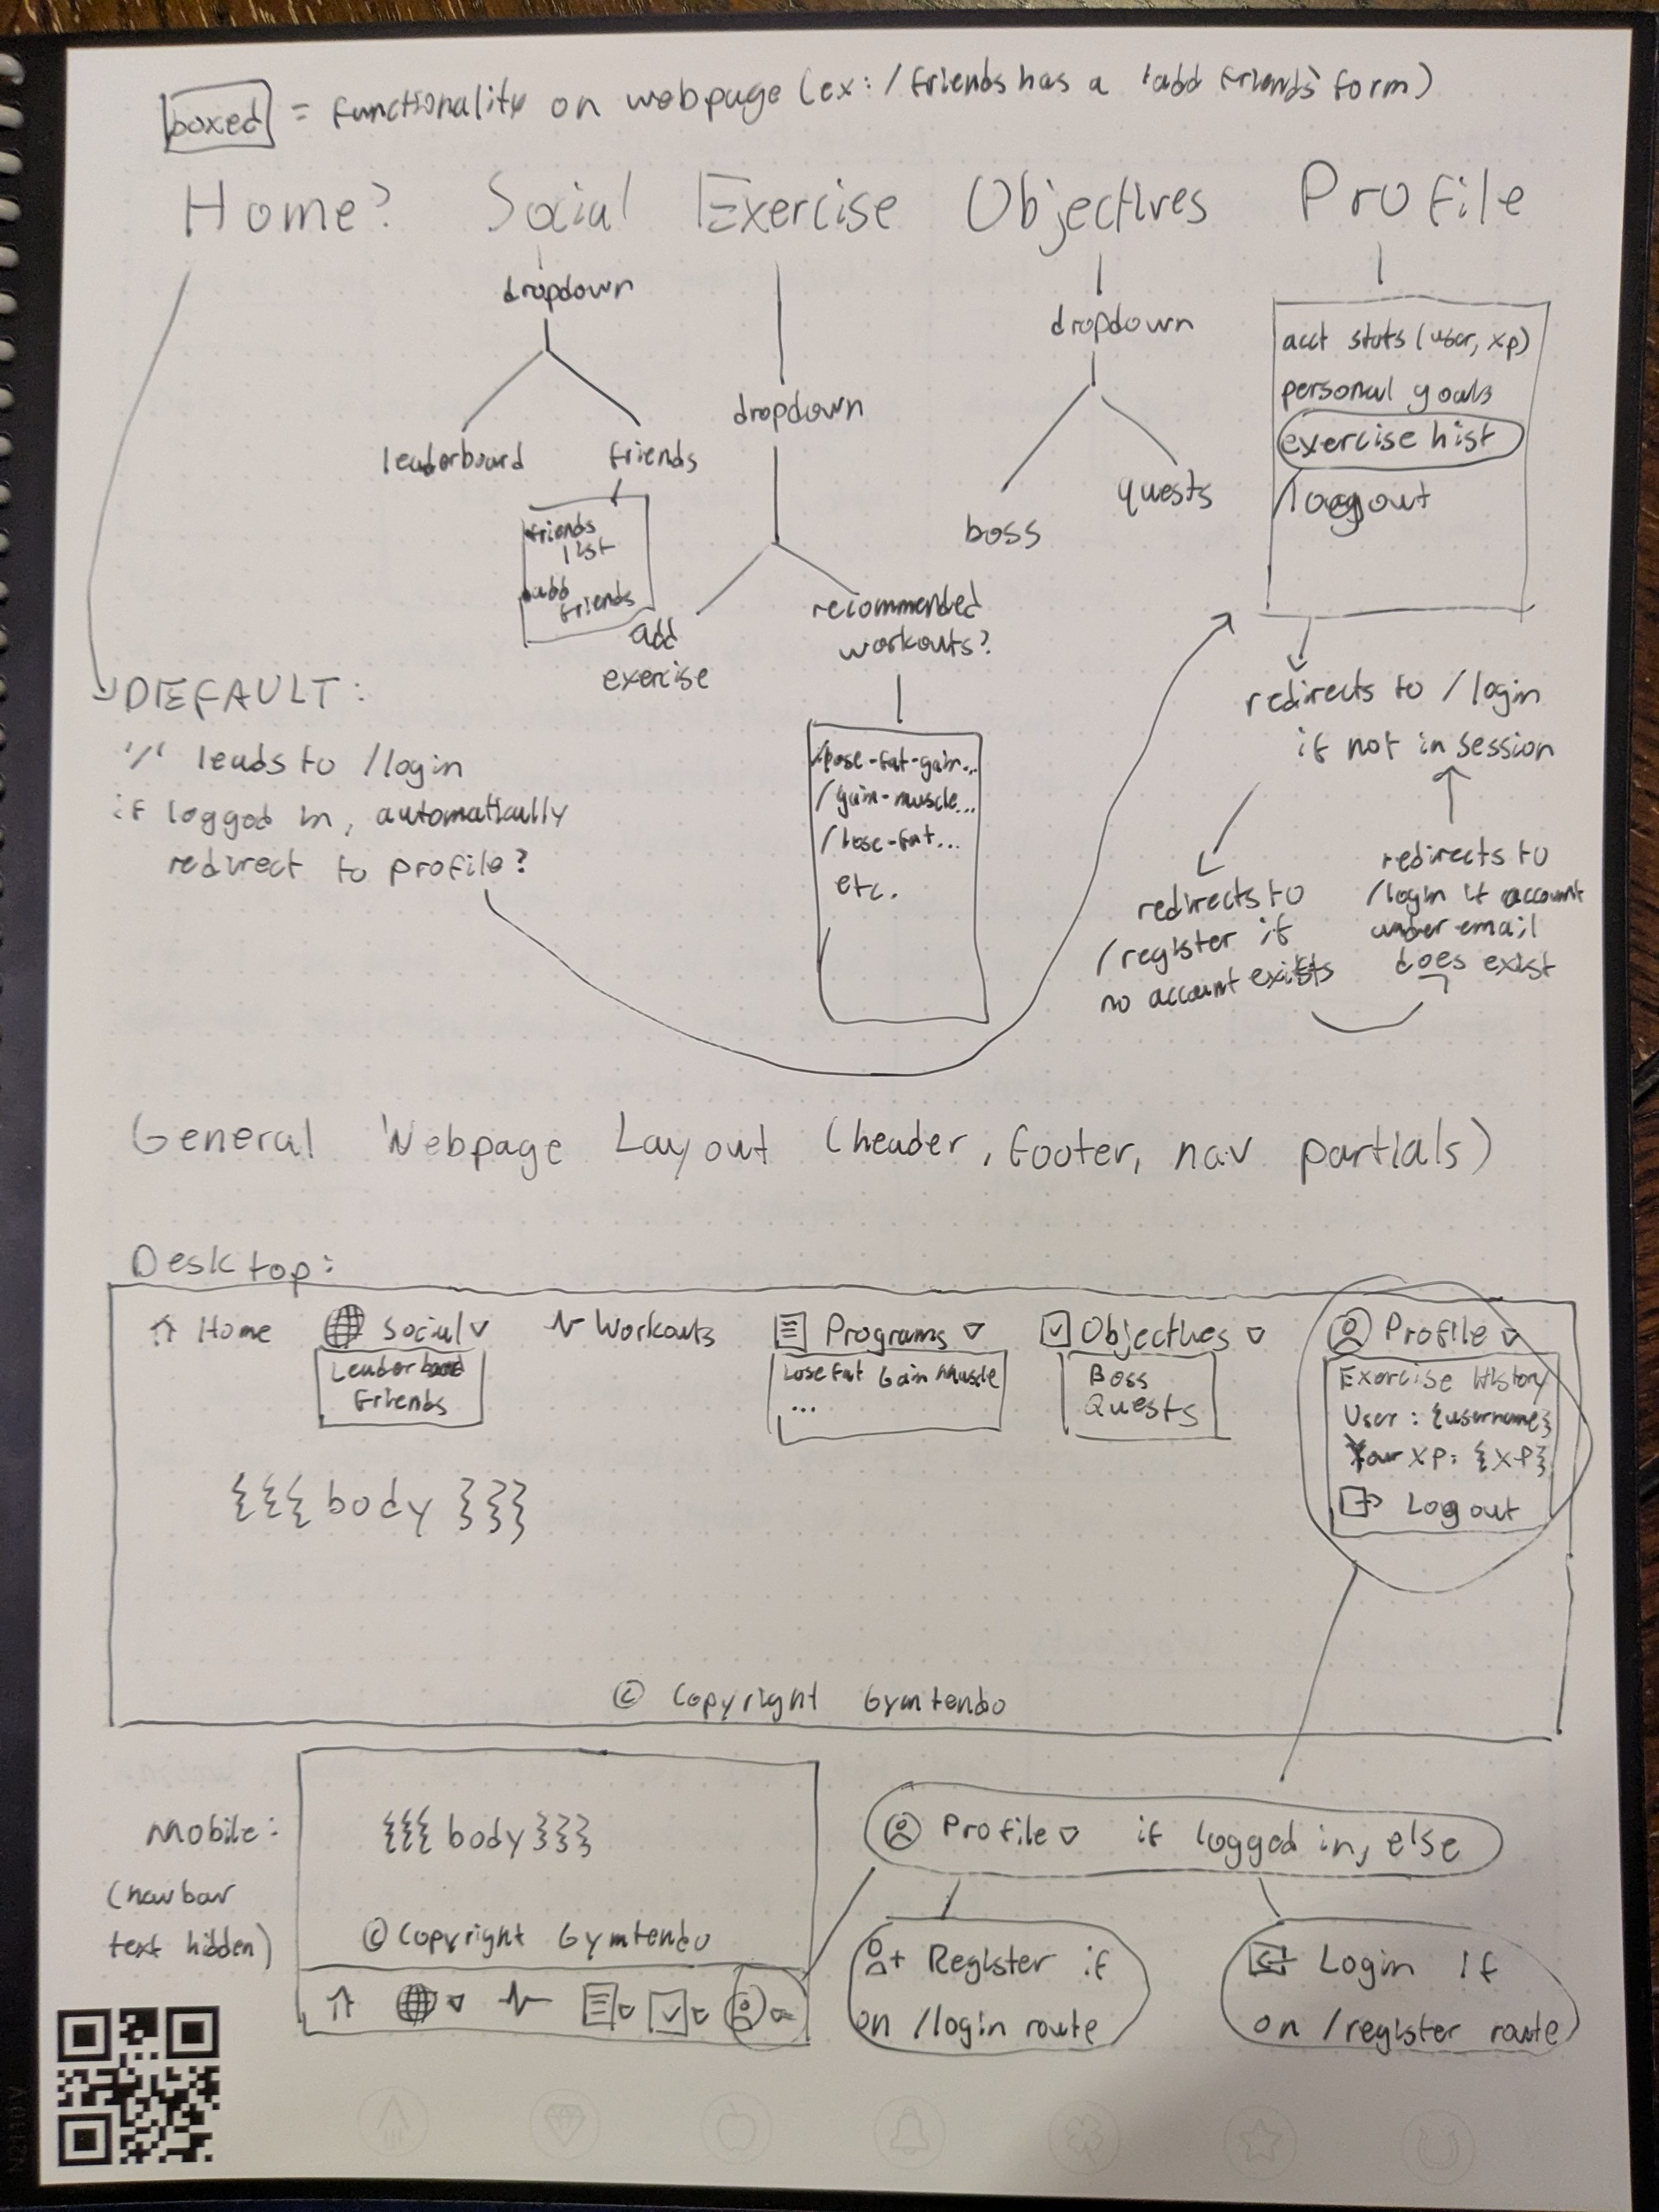 boxed = functionality on webpage (ex: /friends has a 'add friends' form)
Home? Social Exercise Objectives Profile
dropdown
leaderboard friends
friends
list
add
friends
dropdown
add
exercise
recommended
workouts?
/lose-fat-gain...
/gain-muscle...
/lose-fat...
etc.
dropdown
boss quests
acct stats (user, xp)
personal goals
exercise hist
/logout
redirects to /login
if not in session
redirects to
/register if
no account exists
redirects to
/login if account
under email
does exist
DEFAULT:
'/' leads to /login
if logged in, automatically
redirect to profile?
General Webpage Layout (header, footer, nav partials)
Desktop:
Home Social Workouts Programs Objectives Profile
Leaderboard
Friends
Lose Fat Gain Muscle
...
Boss
Quests
Exercise History
User: {username}
Your XP: {XP}
Log out
{{{ body }}}
© Copyright Gymtendo
Mobile:
(navbar
text hidden)
{{{ body }}}
© Copyright Gymtendo
Profile if logged in, else
Register if
on /login route
Login if
on /register route
N2110V